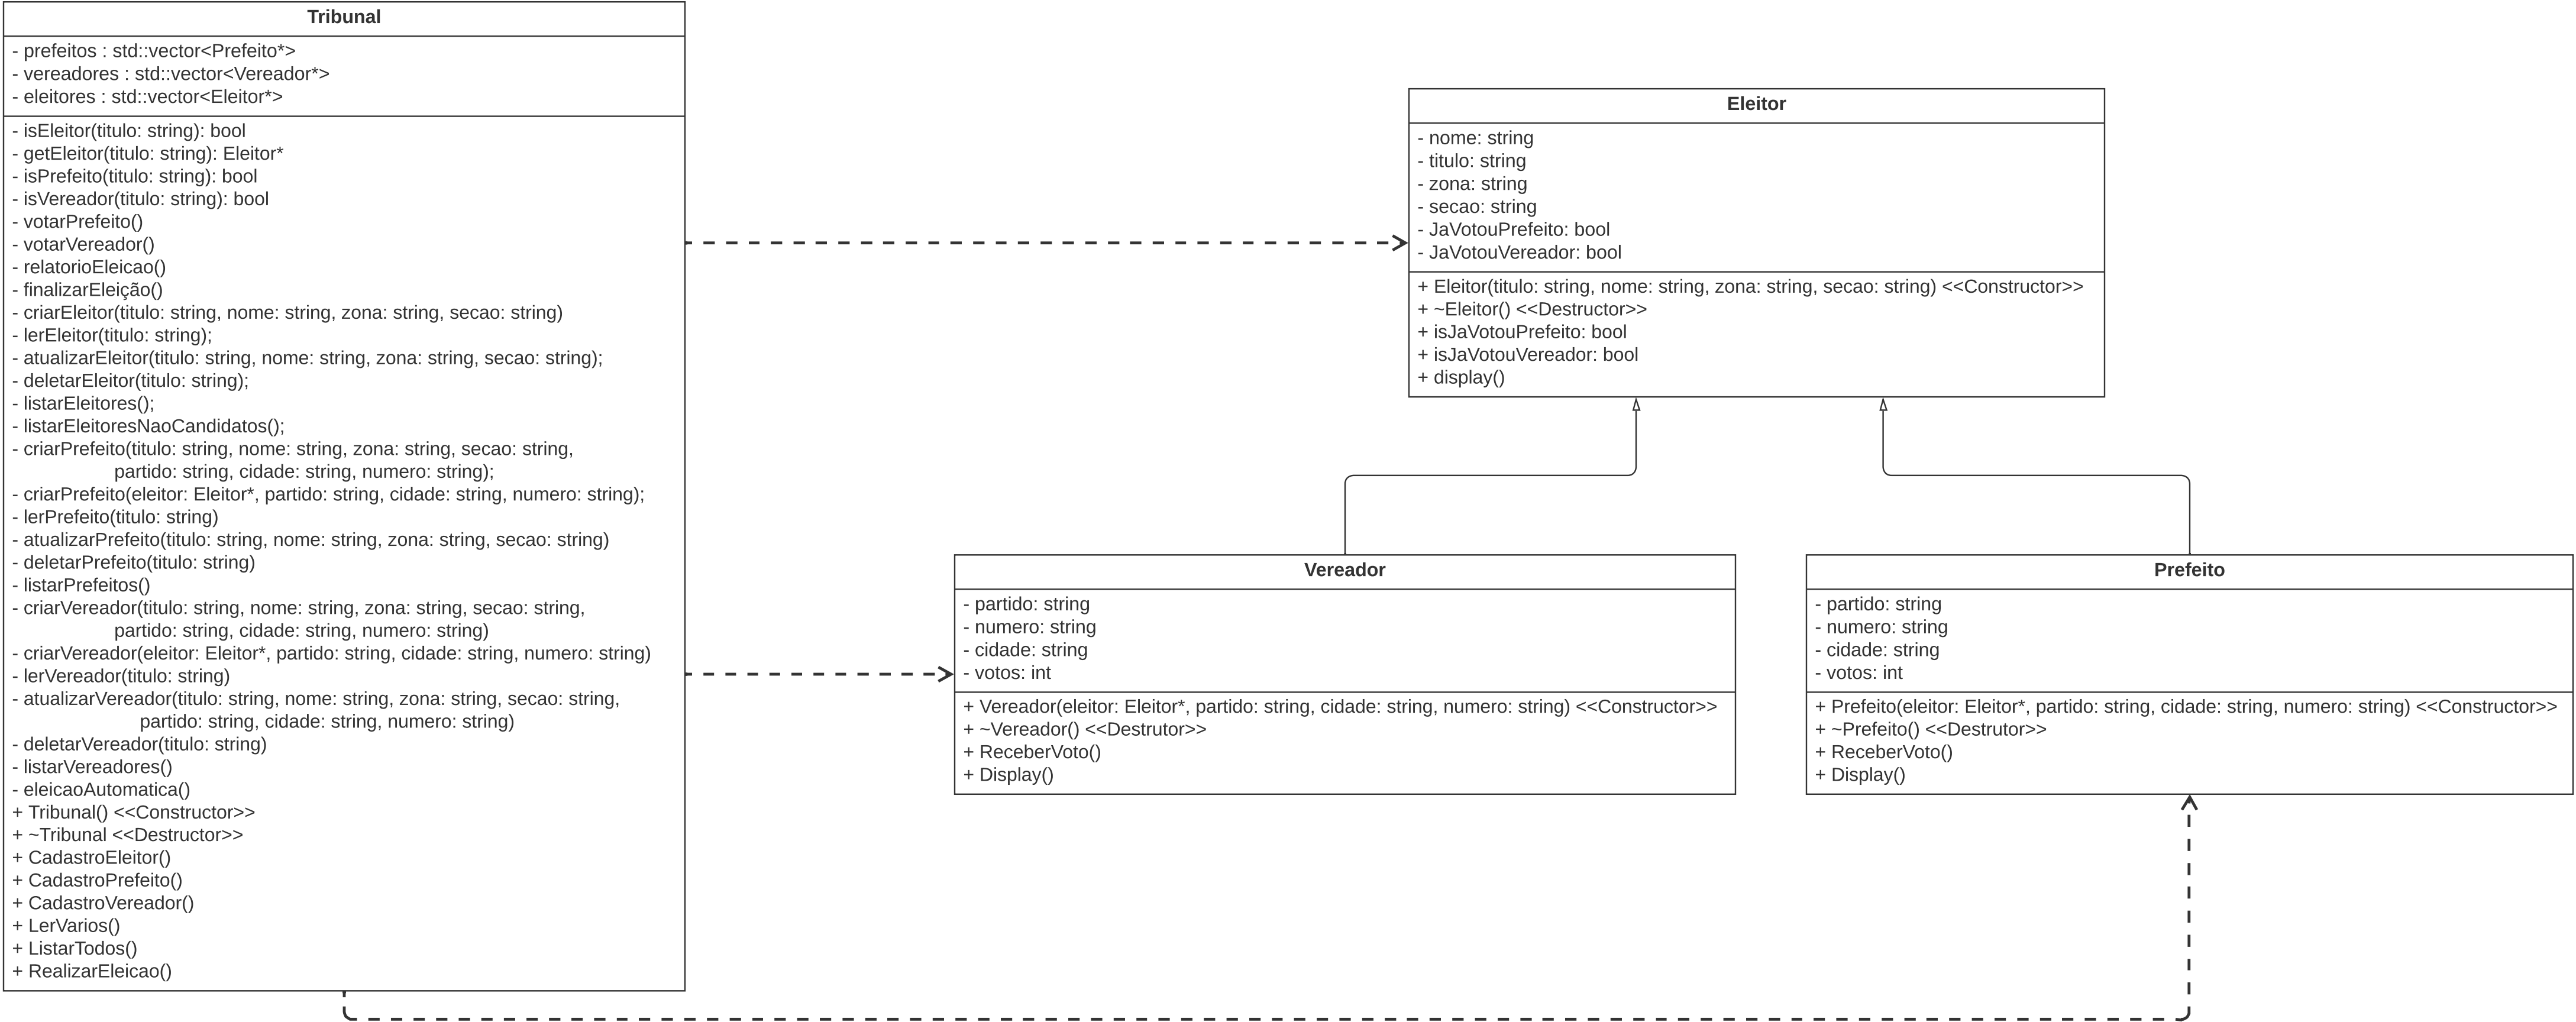 Tribunal
- prefeitos : std::vector<Prefeito*>
- vereadores : std::vector<Vereador*>
- eleitores : std::vector<Eleitor*>
- isEleitor(titulo: string): bool
- getEleitor(titulo: string): Eleitor*
- isPrefeito(titulo: string): bool
- isVereador(titulo: string): bool
- votarPrefeito()
- votarVereador()
- relatorioEleicao()
- finalizarEleição()
- criarEleitor(titulo: string, nome: string, zona: string, secao: string)
- lerEleitor(titulo: string);
- atualizarEleitor(titulo: string, nome: string, zona: string, secao: string);
- deletarEleitor(titulo: string);
- listarEleitores();
- listarEleitoresNaoCandidatos();
- criarPrefeito(titulo: string, nome: string, zona: string, secao: string,
partido: string, cidade: string, numero: string);
- criarPrefeito(eleitor: Eleitor*, partido: string, cidade: string, numero: string);
- lerPrefeito(titulo: string)
- atualizarPrefeito(titulo: string, nome: string, zona: string, secao: string)
- deletarPrefeito(titulo: string)
- listarPrefeitos()
- criarVereador(titulo: string, nome: string, zona: string, secao: string,
partido: string, cidade: string, numero: string)
- criarVereador(eleitor: Eleitor*, partido: string, cidade: string, numero: string)
- lerVereador(titulo: string)
- atualizarVereador(titulo: string, nome: string, zona: string, secao: string,
partido: string, cidade: string, numero: string)
- deletarVereador(titulo: string)
- listarVereadores()
- eleicaoAutomatica()
+ Tribunal() <<Constructor>>
+ ~Tribunal <<Destructor>>
+ CadastroEleitor()
+ CadastroPrefeito()
+ CadastroVereador()
+ LerVarios()
+ ListarTodos()
+ RealizarEleicao()
Eleitor
- nome: string
- titulo: string
- zona: string
- secao: string
- JaVotouPrefeito: bool
- JaVotouVereador: bool
+ Eleitor(titulo: string, nome: string, zona: string, secao: string) <<Constructor>>
+ ~Eleitor() <<Destructor>>
+ isJaVotouPrefeito: bool
+ isJaVotouVereador: bool
+ display()
Vereador
- partido: string
- numero: string
- cidade: string
- votos: int
+ Vereador(eleitor: Eleitor*, partido: string, cidade: string, numero: string) <<Constructor>>
+ ~Vereador() <<Destrutor>>
+ ReceberVoto()
+ Display()
Prefeito
- partido: string
- numero: string
- cidade: string
- votos: int
+ Prefeito(eleitor: Eleitor*, partido: string, cidade: string, numero: string) <<Constructor>>
+ ~Prefeito() <<Destrutor>>
+ ReceberVoto()
+ Display()